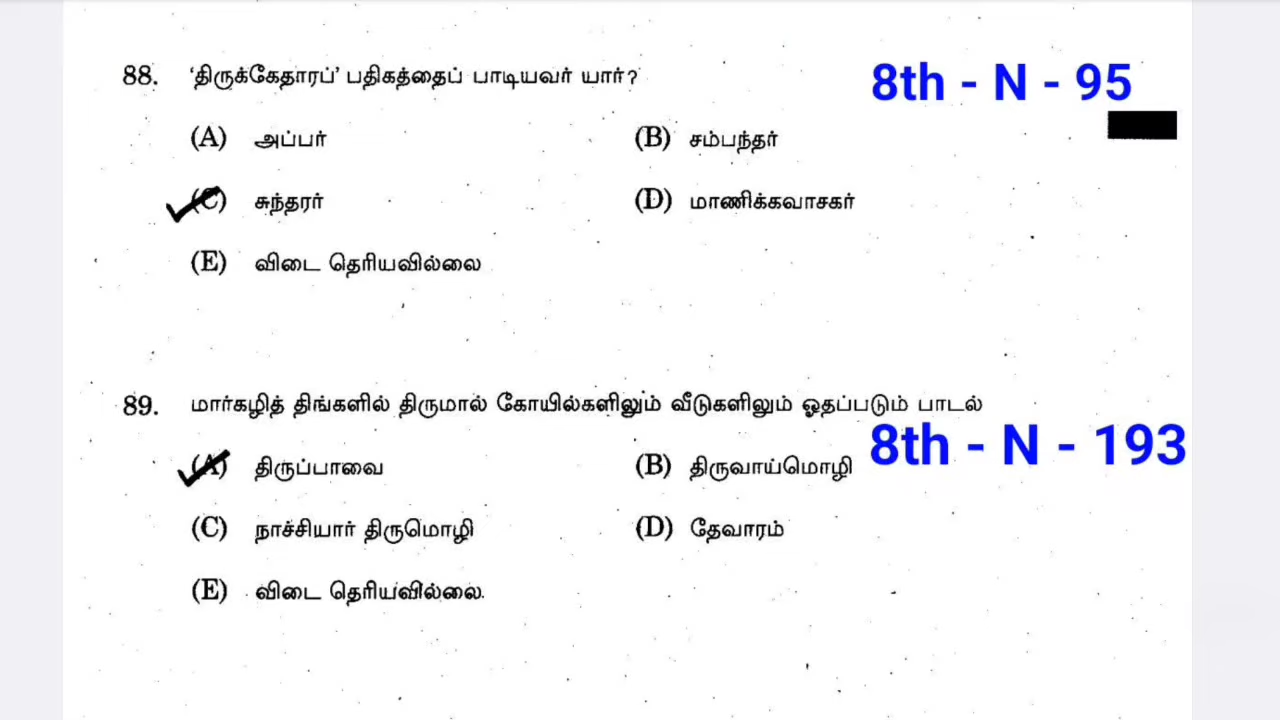 88. 'திருக்கேதாரப்' பதிகத்தைப் பாடியவர் யார்?
8th - N - 95
(A) அப்பர் (B) சம்பந்தர்
(C) சுந்தரர் (D) மாணிக்கவாசகர்
(E) விடை தெரியவில்லை
89. மார்கழித் திங்களில் திருமால் கோயில்களிலும் வீடுகளிலும் ஓதப்படும் பாடல்
8th - N - 193
(A) திருப்பாவை (B) திருவாய்மொழி
(C) நாச்சியார் திருமொழி (D) தேவாரம்
(E) விடை தெரியவில்லை.